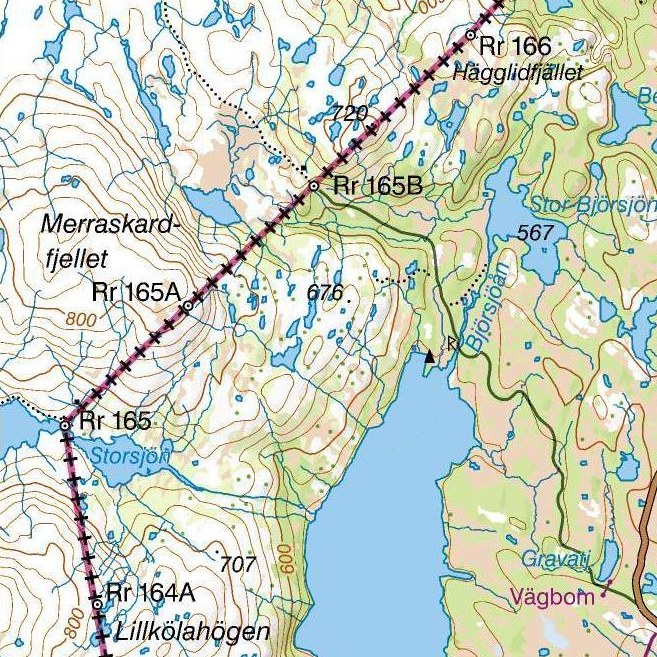 Rr 166
Hägglidfjället
720
Rr 165B
Stor-Björsjön
567
Merraskard-
fjellet
Rr 165A
676
800
Björsjöån
Rr 165
Storsjön
707
600
Gravatj
Vägbom
Rr 164A
800
Lillkölahögen